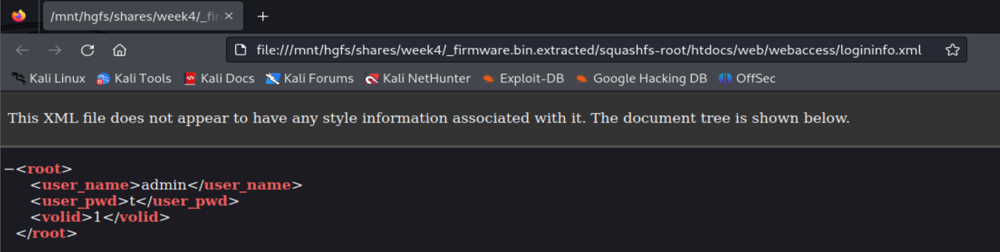 /mnt/hgfs/shares/week4/_fir
file:///mnt/hgfs/shares/week4/_firmware.bin.extracted/squashfs-root/htdocs/web/webaccess/logininfo.xml
Kali Linux Kali Tools Kali Docs Kali Forums Kali NetHunter Exploit-DB Google Hacking DB OffSec
This XML file does not appear to have any style information associated with it. The document tree is shown below.
−<root>
<user_name>admin</user_name>
<user_pwd>t</user_pwd>
<volid>1</volid>
</root>